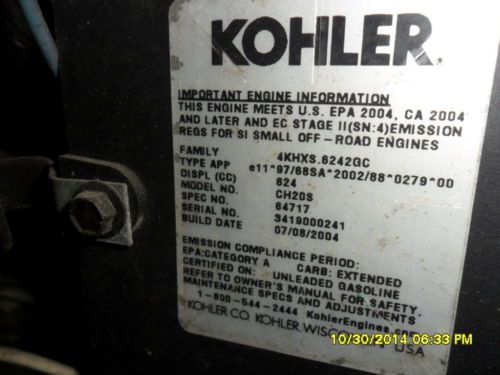 KOHLER
IMPORTANT ENGINE INFORMATION
THIS ENGINE MEETS U.S. EPA 2004, CA 2004
AND LATER AND EC STAGE II(SN:4)EMISSION
REGS FOR SI SMALL OFF-ROAD ENGINES
FAMILY 4KHXS.6242GC
TYPE APP e11*97/68SA*2002/88*0279*00
DISPL (CC) 624
MODEL NO. CH20S
SPEC NO. 64717
SERIAL NO. 3419000241
BUILD DATE 07/08/2004
EMISSION COMPLIANCE PERIOD:
EPA:CATEGORY A CARB: EXTENDED
CERTIFIED ON: UNLEADED GASOLINE
REFER TO OWNER'S MANUAL FOR SAFETY,
MAINTENANCE SPECS AND ADJUSTMENTS
1-800-544-2444 KohlerEngines.com
KOHLER CO. KOHLER, USA
10/30/2014 06:33 PM